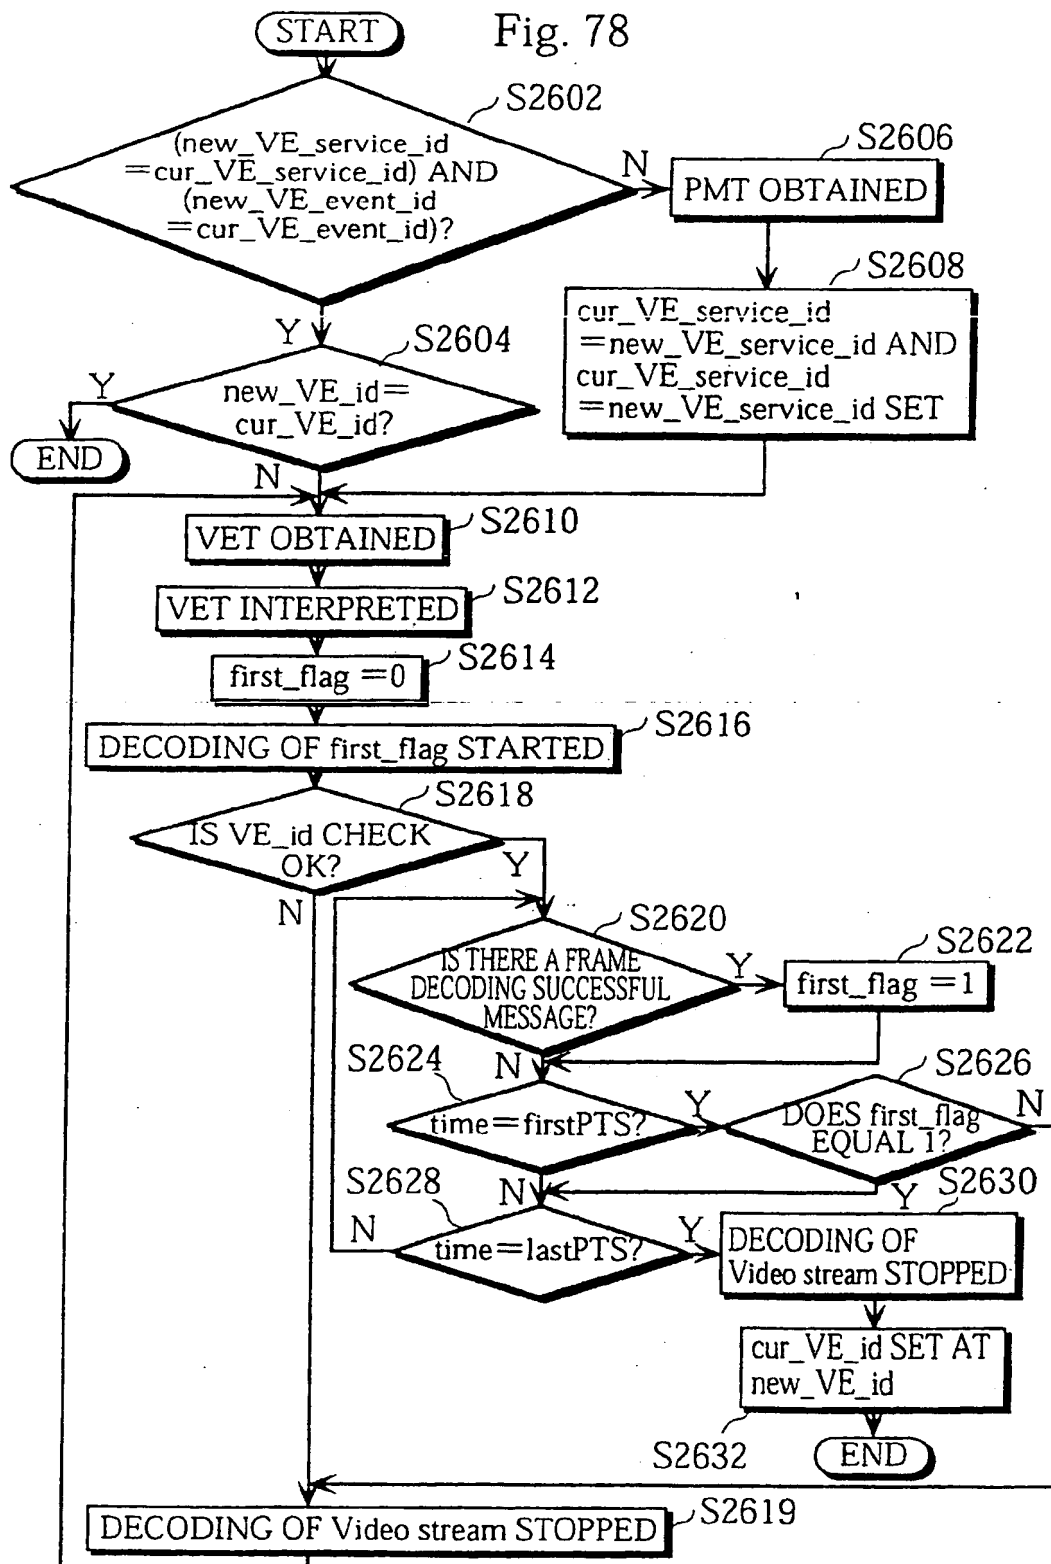 START
Fig. 78
S2602
(new_VE_service_id
=cur_VE_service_id) AND
(new_VE_event_id
=cur_VE_event_id)?
N
S2606
PMT OBTAINED
S2608
cur_VE_service_id
=new_VE_service_id AND
cur_VE_service_id
=new_VE_service_id SET
Y
S2604
new_VE_id=
cur_VE_id?
Y
END
N
S2610
VET OBTAINED
S2612
VET INTERPRETED
S2614
first_flag =0
S2616
DECODING OF first_flag STARTED
S2618
IS VE_id CHECK
OK?
Y
N
S2620
IS THERE A FRAME
DECODING SUCCESSFUL
MESSAGE?
Y
S2622
first_flag =1
N
S2624
time=firstPTS?
Y
S2626
DOES first_flag
EQUAL 1?
N
N
Y
S2628
time=lastPTS?
N
Y
S2630
DECODING OF
Video stream STOPPED
cur_VE_id SET AT
new_VE_id
S2632
END
S2619
DECODING OF Video stream STOPPED